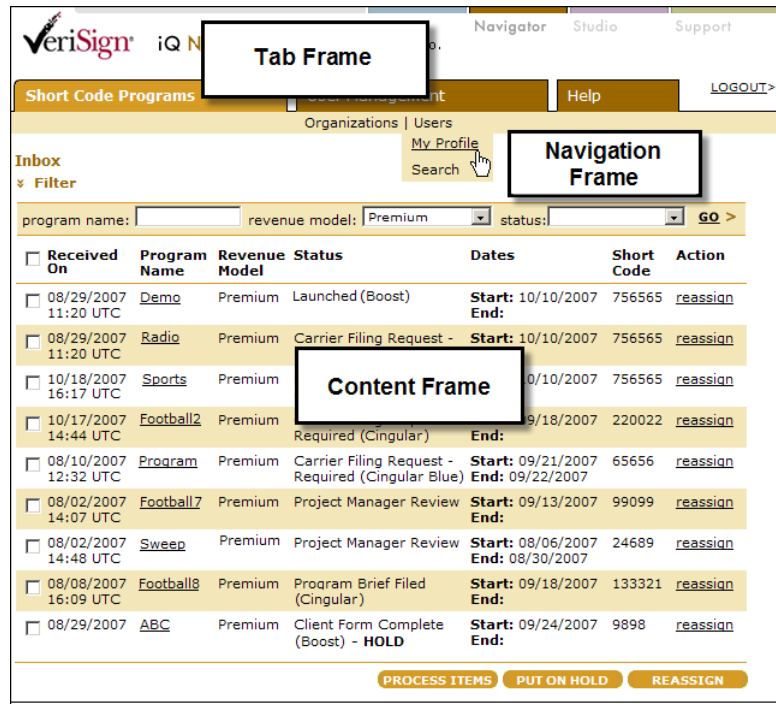 VeriSign® iQ N Navigator Studio Support
o.
Tab Frame
Short Code Programs Management Help LOGOUT>
Organizations | Users
My Profile
Search
Navigation
Frame
Inbox
Filter
program name: revenue model: Premium status: GO >
Received On Program Name Revenue Model Status Dates Short Code Action
08/29/2007 Demo Premium Launched (Boost) Start: 10/10/2007 756565 reassign
11:20 UTC End:
08/29/2007 Radio Premium Carrier Filing Request - Start: 10/10/2007 756565 reassign
11:20 UTC
Content Frame
10/18/2007 Sports Premium 0/10/2007 756565 reassign
16:17 UTC
10/17/2007 Football2 Premium 9/18/2007 220022 reassign
14:44 UTC Required (Cingular) End:
08/10/2007 Program Premium Carrier Filing Request - Start: 09/21/2007 65656 reassign
12:32 UTC Required (Cingular Blue) End: 09/22/2007
08/02/2007 Football7 Premium Project Manager Review Start: 09/13/2007 99099 reassign
14:07 UTC End:
08/02/2007 Sweep Premium Project Manager Review Start: 08/06/2007 24689 reassign
14:48 UTC End: 08/30/2007
08/08/2007 Football8 Premium Program Brief Filed Start: 09/18/2007 133321 reassign
16:09 UTC (Cingular) End:
08/29/2007 ABC Premium Client Form Complete Start: 09/24/2007 9898 reassign
(Boost) - HOLD End:
PROCESS ITEMS PUT ON HOLD REASSIGN